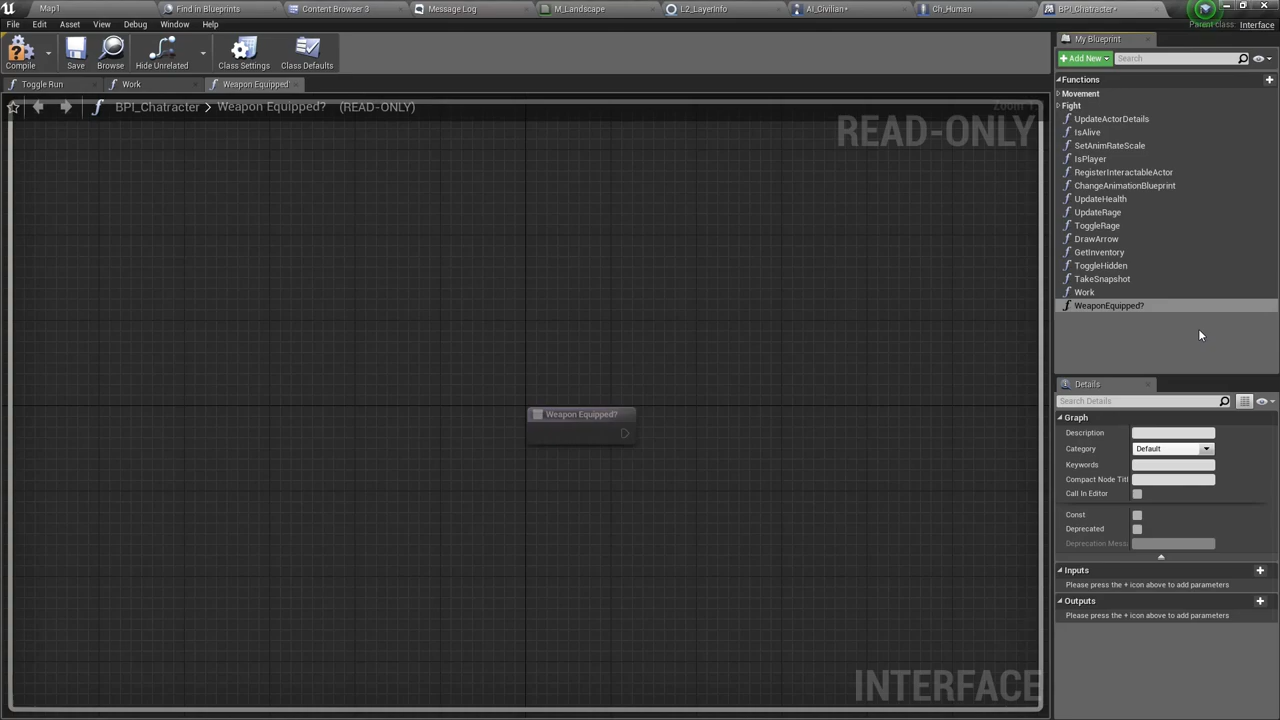 Map1
Find in Blueprints
Content Browser 3
Message Log
M_Landscape
L2_LayerInfo
AI_Civilian*
Ch_Human
BPI_Chatracter*
File Edit Asset View Debug Window Help
Parent class: Interface
Compile
Save
Browse
Hide Unrelated
Class Settings
Class Defaults
Toggle Run
Work
Weapon Equipped?
BPI_Chatracter > Weapon Equipped? (READ-ONLY)
READ-ONLY
Weapon Equipped?
INTERFACE
My Blueprint
+Add New
Search
Functions
Movement
Fight
UpdateActorDetails
IsAlive
SetAnimRateScale
IsPlayer
RegisterInteractableActor
ChangeAnimationBlueprint
UpdateHealth
UpdateRage
ToggleRage
DrawArrow
GetInventory
ToggleHidden
TakeSnapshot
Work
WeaponEquipped?
Details
Search Details
Graph
Description
Category Default
Keywords
Compact Node Titl
Call In Editor
Const
Deprecated
Deprecation Mess
Inputs
Please press the + icon above to add parameters
Outputs
Please press the + icon above to add parameters